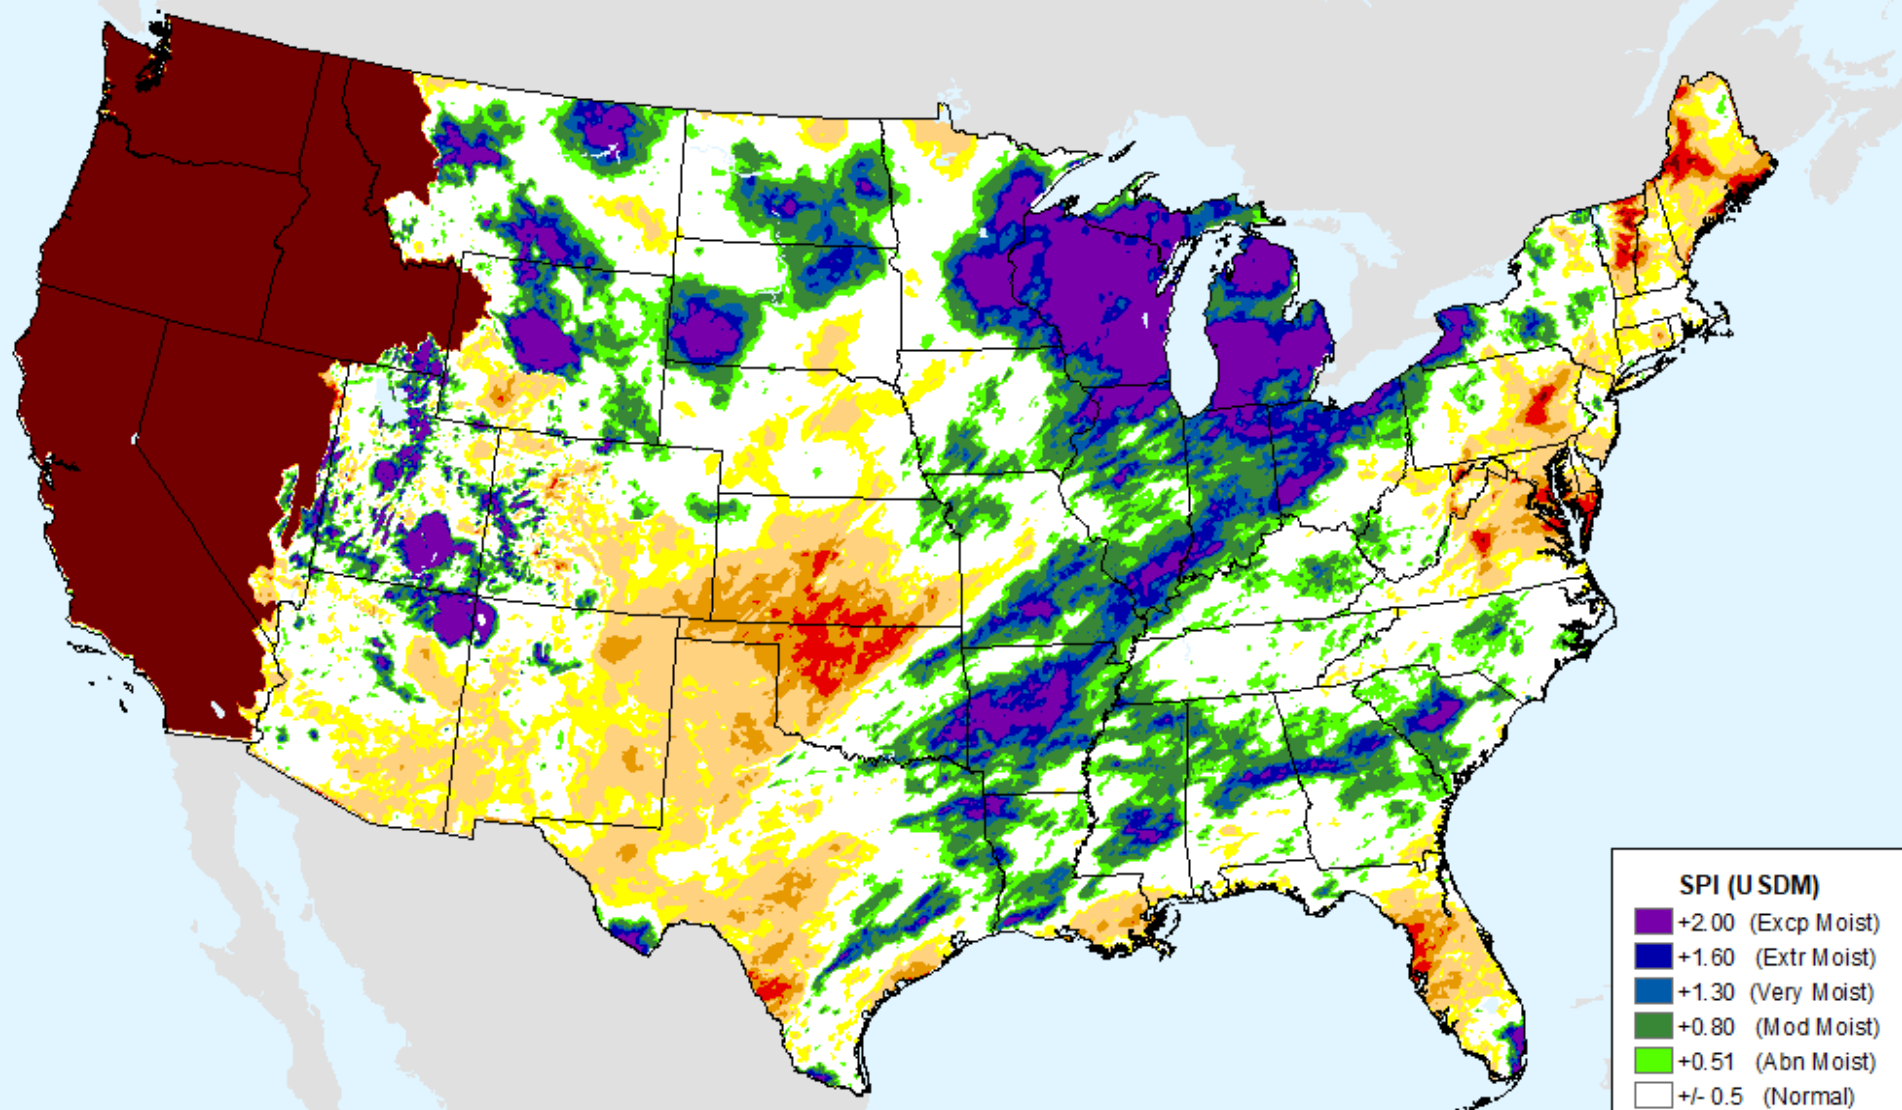 SPI (USDM)
+2.00 (Excp Moist)
+1.60 (Extr Moist)
+1.30 (Very Moist)
+0.80 (Mod Moist)
+0.51 (Abn Moist)
+/- 0.5 (Normal)